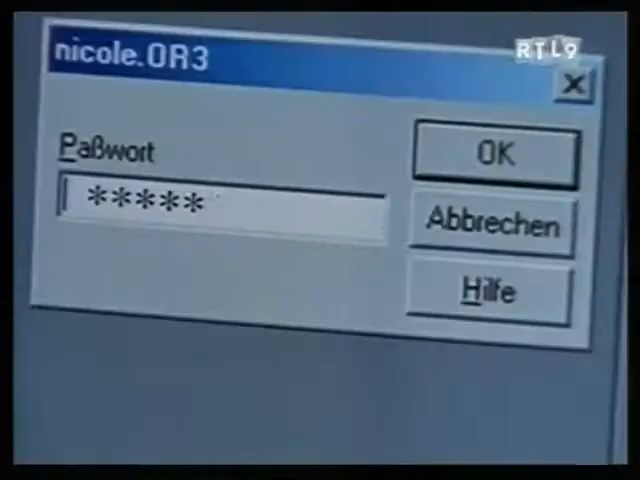 nicole.OR3
RTL9
Paßwort
*****
OK
Abbrechen
Hilfe